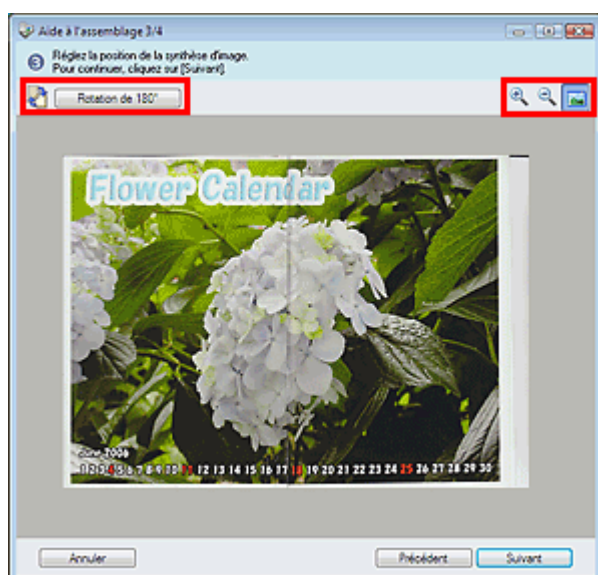 Aide à l'assemblage 3/4
3
Réglez la position de la synthèse d'image.
Pour continuer, cliquez sur [Suivant].
Rotation de 180°
Flower Calendar
June 2006
1 2 3 4 5 6 7 8 9 10 11 12 13 14 15 16 17 18 19 20 21 22 23 24 25 26 27 28 29 30
Annuler
Précédent
Suivant